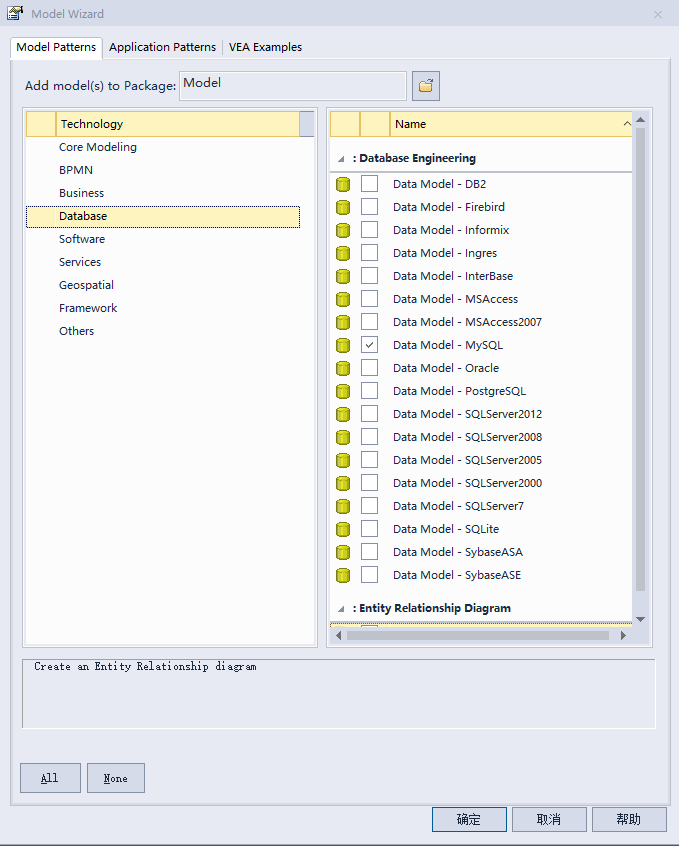 Model Wizard
Model Patterns
Application Patterns
VEA Examples
Add model(s) to Package:
Model
Technology
Core Modeling
BPMN
Business
Database
Software
Services
Geospatial
Framework
Others
Name
: Database Engineering
Data Model - DB2
Data Model - Firebird
Data Model - Informix
Data Model - Ingres
Data Model - InterBase
Data Model - MSAccess
Data Model - MSAccess2007
Data Model - MySQL
Data Model - Oracle
Data Model - PostgreSQL
Data Model - SQLServer2012
Data Model - SQLServer2008
Data Model - SQLServer2005
Data Model - SQLServer2000
Data Model - SQLServer7
Data Model - SQLite
Data Model - SybaseASA
Data Model - SybaseASE
: Entity Relationship Diagram
Create an Entity Relationship diagram
All
None
确定
取消
帮助